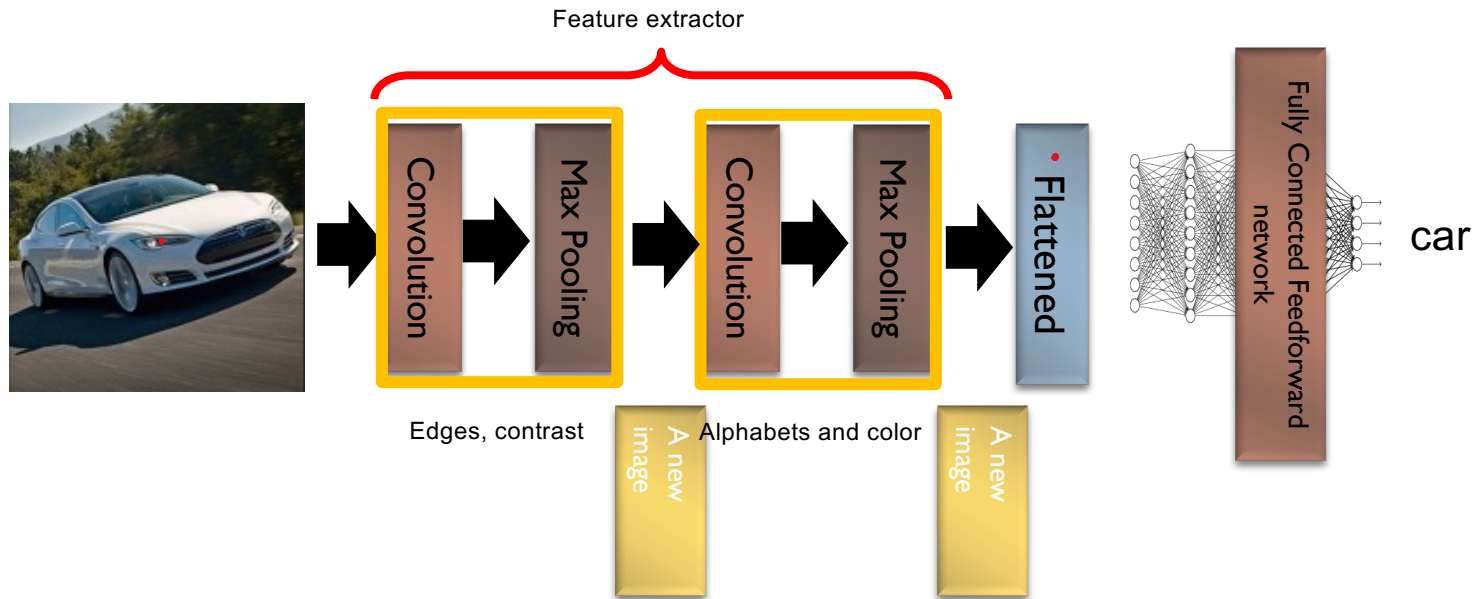 Feature extractor
Convolution
Max Pooling
Convolution
Max Pooling
• Flattened
Fully Connected Feedforward
network
car
Edges, contrast
A new
image
Alphabets and color
A new
image